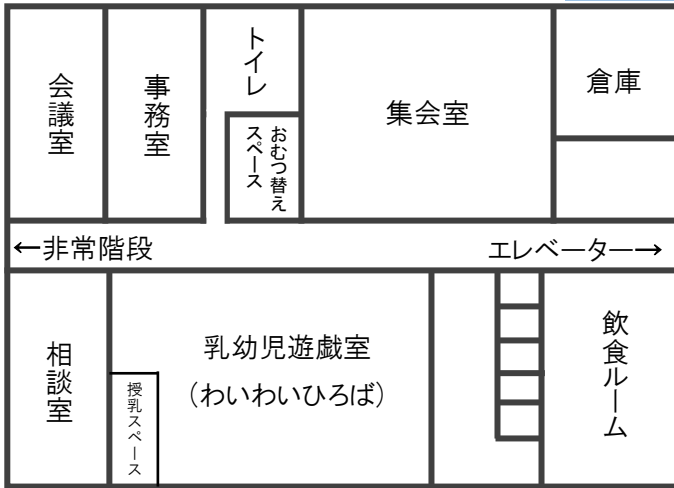 会議室
事務室
トイレ
おむつ替え
スペース
集会室
倉庫
←非常階段
エレベーター→
相談室
授乳スペース
乳幼児遊戯室
（わいわいひろば）
飲食ルーム